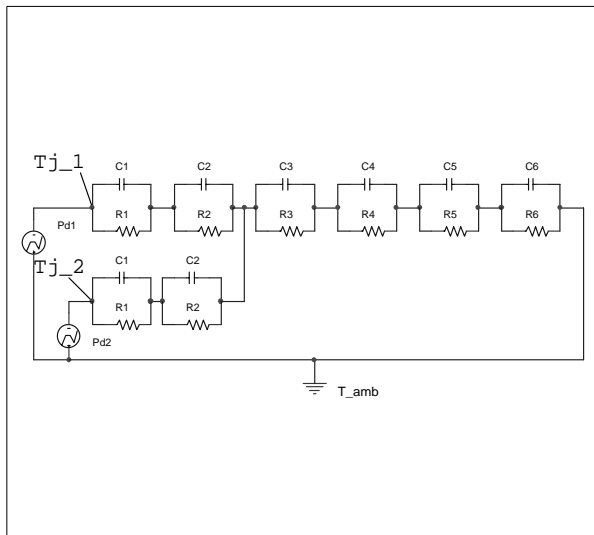 Tj_1
C1 C2 C3 C4 C5 C6
R1 R2 R3 R4 R5 R6
Pd1
Tj_2
C1 C2
R1 R2
Pd2
T_amb